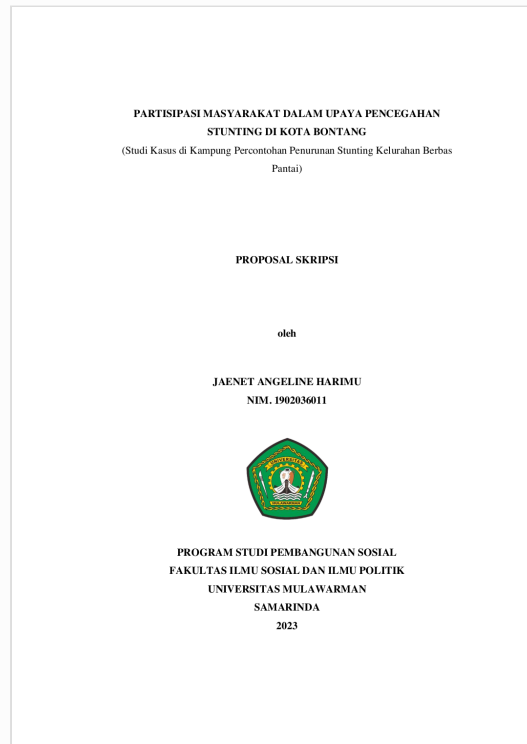 PARTISIPASI MASYARAKAT DALAM UPAYA PENCEGAHAN
STUNTING DI KOTA BONTANG
(Studi Kasus di Kampung Percontohan Penurunan Stunting Kelurahan Berbas
Pantai)
PROPOSAL SKRIPSI
oleh
JAENET ANGELINE HARIMU
NIM. 1902036011
UNIVERSITAS
PROGRAM STUDI PEMBANGUNAN SOSIAL
FAKULTAS ILMU SOSIAL DAN ILMU POLITIK
UNIVERSITAS MULAWARMAN
SAMARINDA
2023